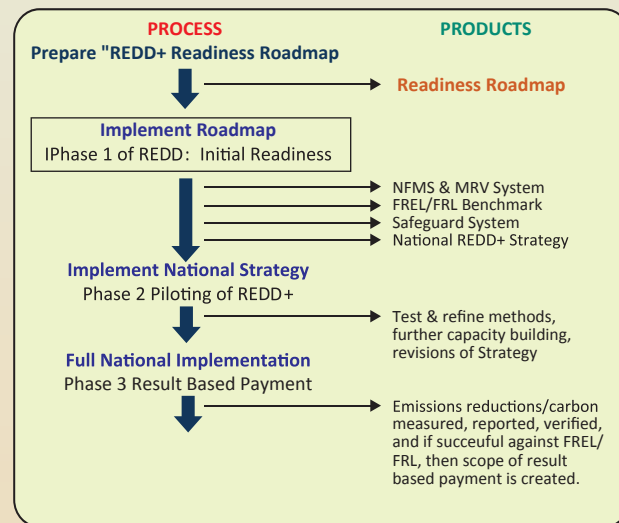 PROCESS
PRODUCTS
Prepare "REDD+ Readiness Roadmap
Readiness Roadmap
Implement Roadmap
IPhase 1 of REDD: Initial Readiness
NFMS & MRV System
FREL/FRL Benchmark
Safeguard System
National REDD+ Strategy
Implement National Strategy
Phase 2 Piloting of REDD+
Test & refine methods,
further capacity building,
revisions of Strategy
Full National Implementation
Phase 3 Result Based Payment
Emissions reductions/carbon
measured, reported, verified,
and if succeuful against FREL/
FRL, then scope of result
based payment is created.